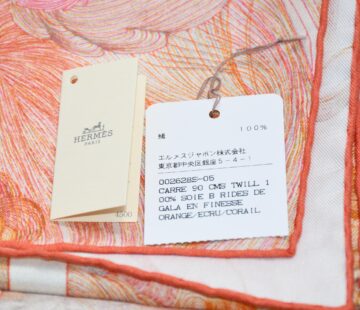 HERMES
PARIS
絹 100%
エルメスジャポン株式会社
東京都中央区銀座5-4-1
002628S-05
CARRE 90 CMS TWILL 1
00% SOIE B RIDES DE
GALA EN FINESSE
ORANGE/ECRU/CORAIL